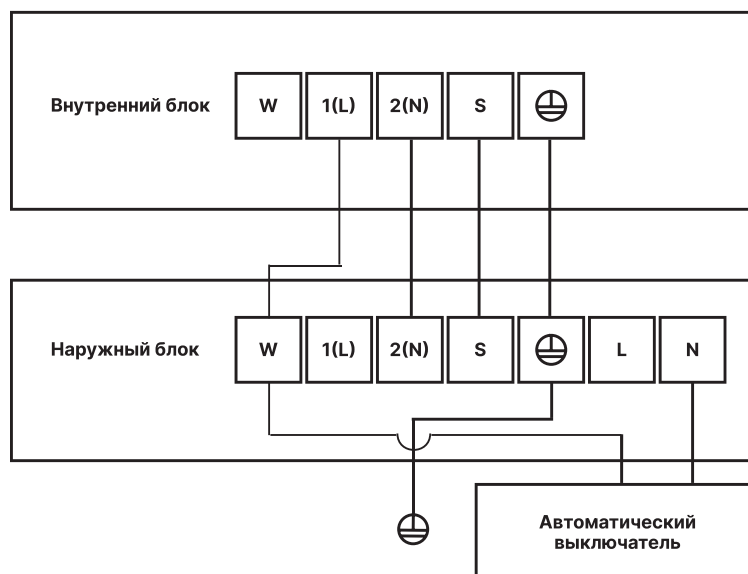 Внутренний блок W 1(L) 2(N) S
Наружный блок W 1(L) 2(N) S L N
Автоматический
выключатель